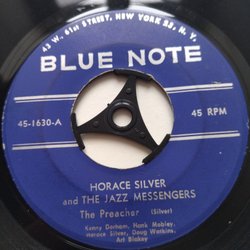 43 W. 61st STREET, NEW YORK 23
BLUE NOTE
45-1630-A
45 RPM
HORACE SILVER
and THE JAZZ MESSENGERS
The Preacher (Silver)
Kenny Dorham, Hank Mobley,
Horace Silver, Doug Watkins,
Art Blakey